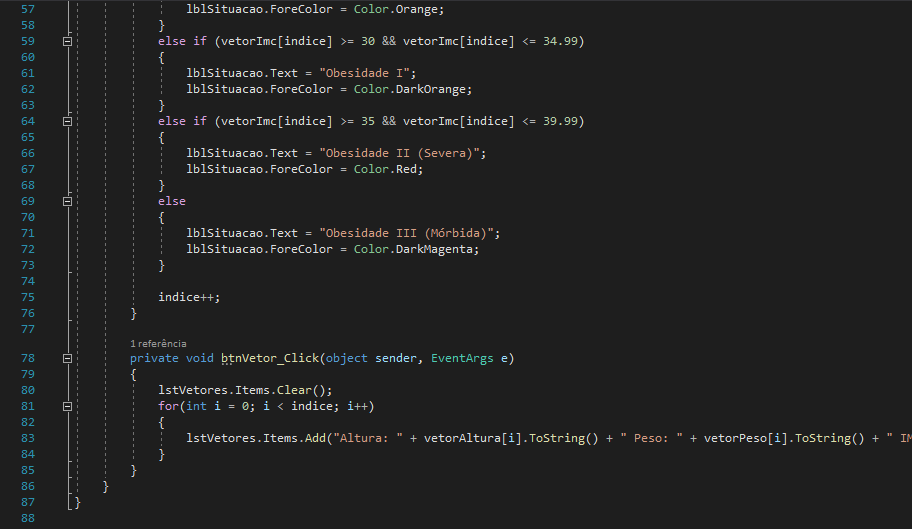 57 lblSituacao.ForeColor = Color.Orange;
58 }
59 else if (vetorImc[indice] >= 30 && vetorImc[indice] <= 34.99)
60 {
61 lblSituacao.Text = "Obesidade I";
62 lblSituacao.ForeColor = Color.DarkOrange;
63 }
64 else if (vetorImc[indice] >= 35 && vetorImc[indice] <= 39.99)
65 {
66 lblSituacao.Text = "Obesidade II (Severa)";
67 lblSituacao.ForeColor = Color.Red;
68 }
69 else
70 {
71 lblSituacao.Text = "Obesidade III (Mórbida)";
72 lblSituacao.ForeColor = Color.DarkMagenta;
73 }
74
75 indice++;
76 }
77
1 referência
78 private void btnVetor_Click(object sender, EventArgs e)
79 {
80 lstVetores.Items.Clear();
81 for(int i = 0; i < indice; i++)
82 {
83 lstVetores.Items.Add("Altura: " + vetorAltura[i].ToString() + " Peso: " + vetorPeso[i].ToString() + " IM
84 }
85 }
86 }
87 }
88